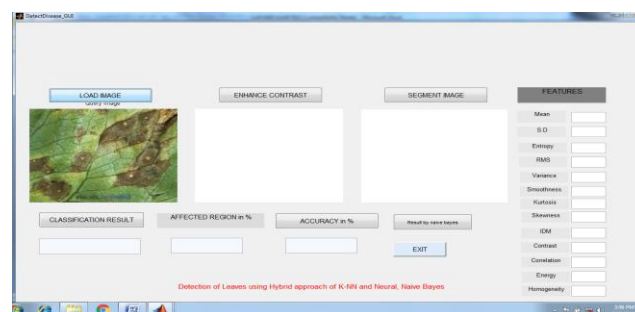 DetectDisease_GUI
LOAD IMAGE
ENHANCE CONTRAST
SEGMENT IMAGE
FEATURES
Query Image
Mean
S.D
Entropy
RMS
Variance
Smoothness
Kurtosis
Skewness
IDM
Contrast
Correlation
Energy
Homogeneity
CLASSIFICATION RESULT
AFFECTED REGION in %
ACCURACY in %
Result by naive bayes
EXIT
Detection of Leaves using Hybrid approach of K-NN and Neural, Naive Bayes